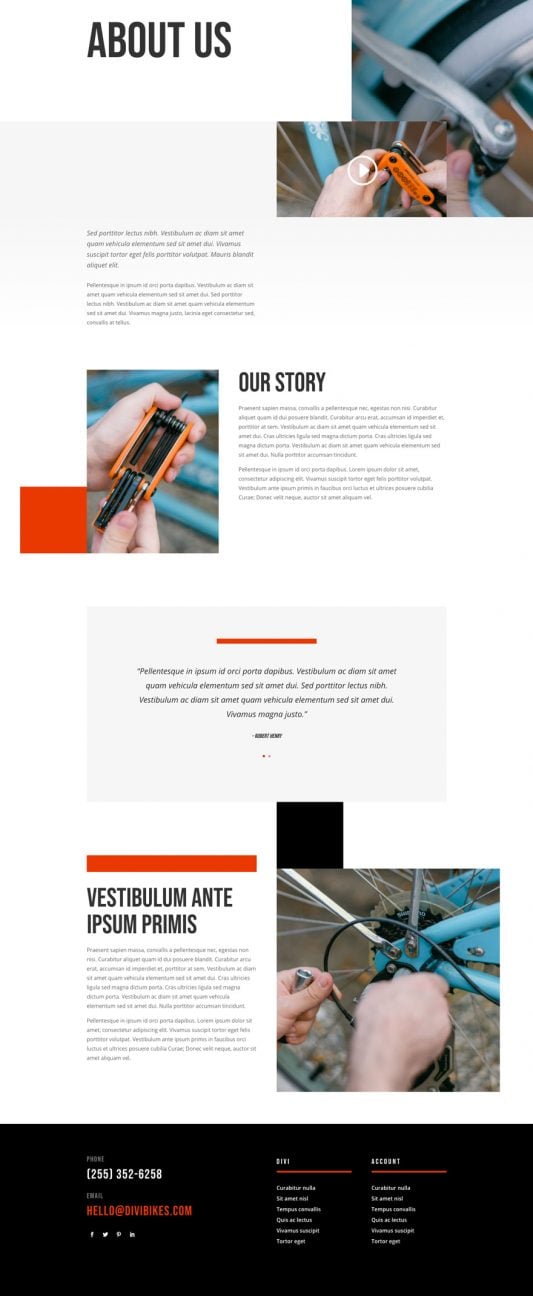 ABOUT US
Sed porttitor lectus nibh. Vestibulum ac diam sit amet
quam vehicula elementum sed sit amet dui. Vivamus
suscipit tortor eget felis porttitor volutpat. Mauris blandit
aliquet elit.
Pellentesque in ipsum id orci porta dapibus. Vestibulum ac diam sit
amet quam vehicula elementum sed sit amet dui. Sed porttitor
lectus nibh. Vestibulum ac diam sit amet quam vehicula elementum
sed sit amet dui. Vivamus magna justo, lacinia eget consectetur sed,
convallis at tellus.
OUR STORY
Praesent sapien massa, convallis a pellentesque nec, egestas non nisi. Curabitur
aliquet quam id dui posuere blandit. Curabitur arcu erat, accumsan id imperdiet et,
porttitor at sem. Vestibulum ac diam sit amet quam vehicula elementum sed sit
amet dui. Cras ultricies ligula sed magna dictum porta. Cras ultricies ligula sed
magna dictum porta. Vestibulum ac diam sit amet quam vehicula elementum sed
sit amet dui. Nulla porttitor accumsan tincidunt.
Pellentesque in ipsum id orci porta dapibus. Lorem ipsum dolor sit amet,
consectetur adipiscing elit. Vivamus suscipit tortor eget felis porttitor volutpat.
Vestibulum ante ipsum primis in faucibus orci luctus et ultrices posuere cubilia
Curae; Donec velit neque, auctor sit amet aliquam vel.
"Pellentesque in ipsum id orci porta dapibus. Vestibulum ac diam sit amet
quam vehicula elementum sed sit amet dui. Sed porttitor lectus nibh.
Vestibulum ac diam sit amet quam vehicula elementum sed sit amet dui.
Vivamus magna justo."
- ROBERT HENRY
VESTIBULUM ANTE
IPSUM PRIMIS
Praesent sapien massa, convallis a pellentesque nec, egestas non
nisi. Curabitur aliquet quam id dui posuere blandit. Curabitur arcu
erat, accumsan id imperdiet et, porttitor at sem. Vestibulum ac diam
sit amet quam vehicula elementum sed sit amet dui. Cras ultricies
ligula sed magna dictum porta. Cras ultricies ligula sed magna dictum
porta. Vestibulum ac diam sit amet quam vehicula
elementum sed sit amet dui. Nulla porttitor accumsan tincidunt.
Pellentesque in ipsum id orci porta dapibus. Lorem ipsum dolor sit
amet, consectetur adipiscing elit. Vivamus suscipit tortor eget felis
porttitor volutpat. Vestibulum ante ipsum primis in faucibus orci
luctus et ultrices posuere cubilia Curae; Donec velit neque, auctor sit
amet aliquam vel.
PHONE
(255) 352-6258
EMAIL
HELLO@DIVIBIKES.COM
DIVI
Curabitur nulla
Sit amet nisl
Tempus convallis
Quis ac lectus
Vivamus suscipit
Tortor eget
ACCOUNT
Curabitur nulla
Sit amet nisl
Tempus convallis
Quis ac lectus
Vivamus suscipit
Tortor eget